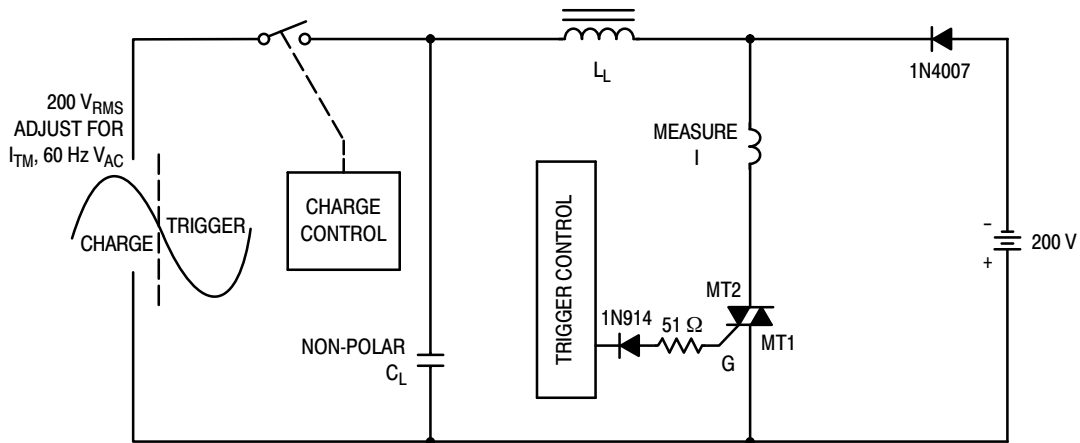 1N4007
L_L
200 V_RMS
ADJUST FOR
I_TM, 60 Hz V_AC
MEASURE
I
TRIGGER
CHARGE
CHARGE
CONTROL
TRIGGER CONTROL
–
200 V
+
MT2
1N914
51 Ω
MT1
G
NON-POLAR
C_L